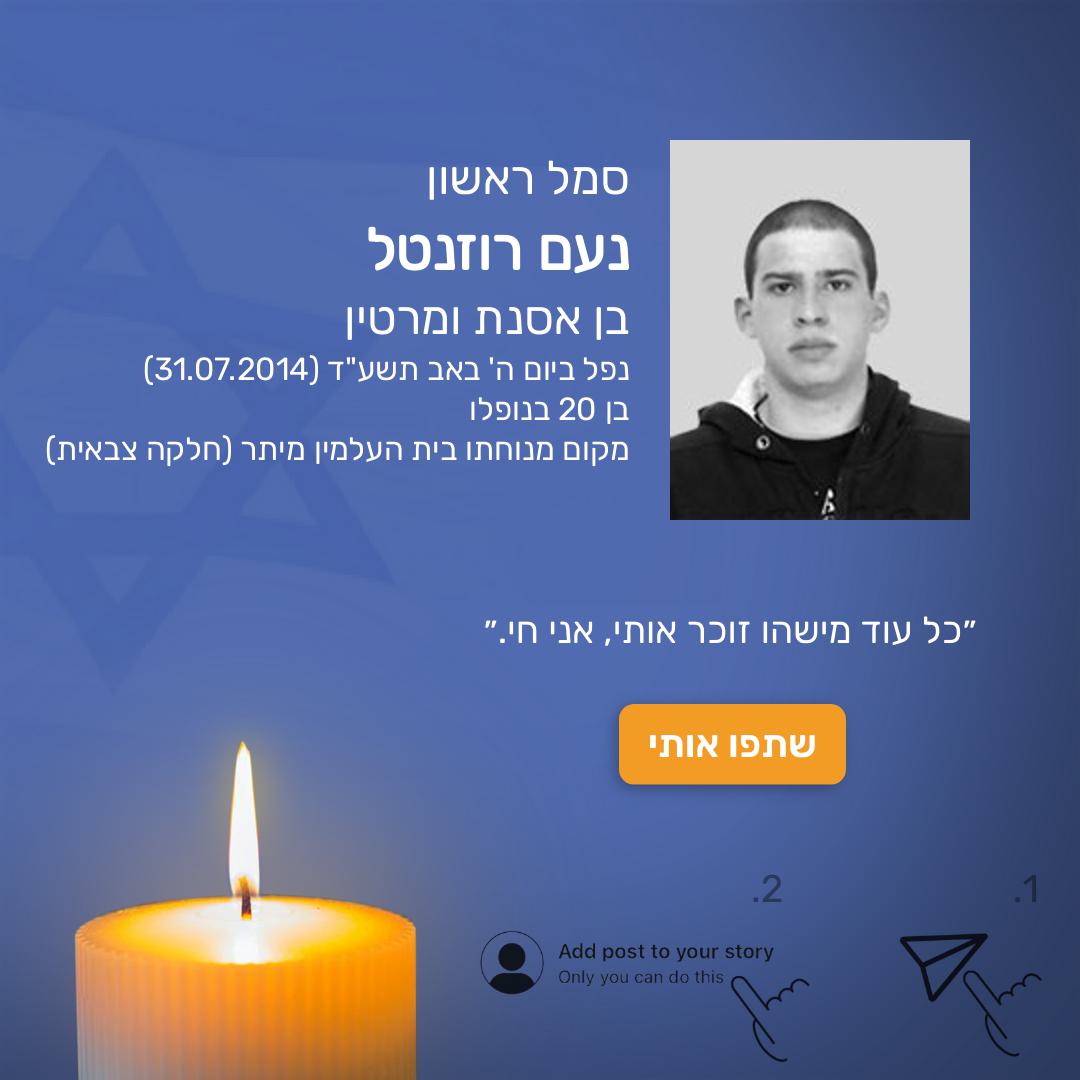 סמל ראשון
נעם רוזנטל
בן אסנת ומרטין
נפל ביום ה' באב תשע"ד (31.07.2014)
בן 20 בנופלו
מקום מנוחתו בית העלמין מיתר (חלקה צבאית)
״כל עוד מישהו זוכר אותי, אני חי.״
שתפו אותי
1.
2.
Add post to your story
Only you can do this